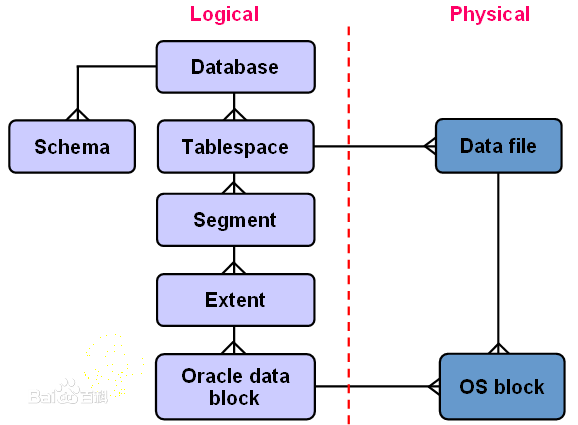 Logical
Physical
Database
Schema
Tablespace
Data file
Segment
Extent
Oracle data
block
OS block
Bai百科